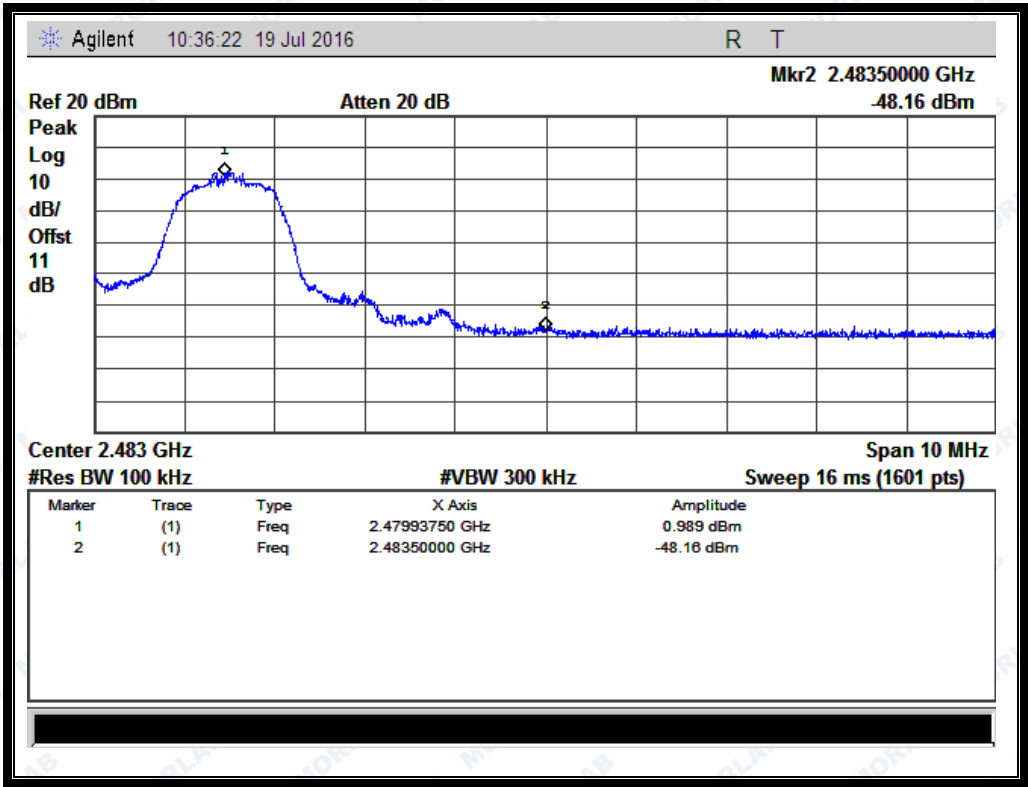 Agilent 10:36:22 19 Jul 2016 R T
Mkr2 2.48350000 GHz
Ref 20 dBm Atten 20 dB -48.16 dBm
Peak
Log
10
dB/
Offst
11
dB
1
2
Center 2.483 GHz Span 10 MHz
#Res BW 100 kHz #VBW 300 kHz Sweep 16 ms (1601 pts)
Marker Trace Type X Axis Amplitude
1 (1) Freq 2.47993750 GHz 0.989 dBm
2 (1) Freq 2.48350000 GHz -48.16 dBm